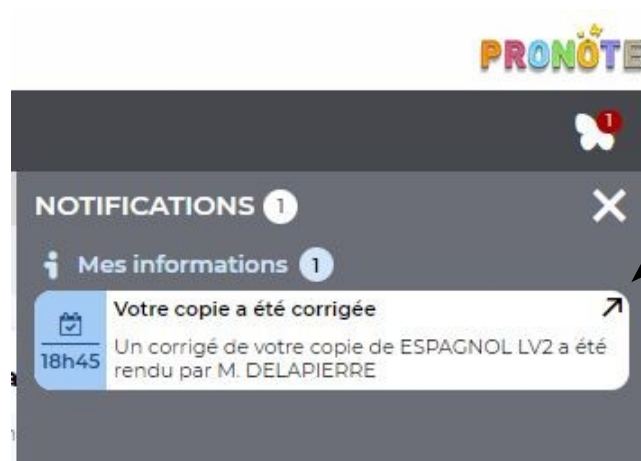 PRONOTE
1
NOTIFICATIONS 1
Mes informations 1
Votre copie a été corrigée
18h45
Un corrigé de votre copie de ESPAGNOL LV2 a été
rendu par M. DELAPIERRE